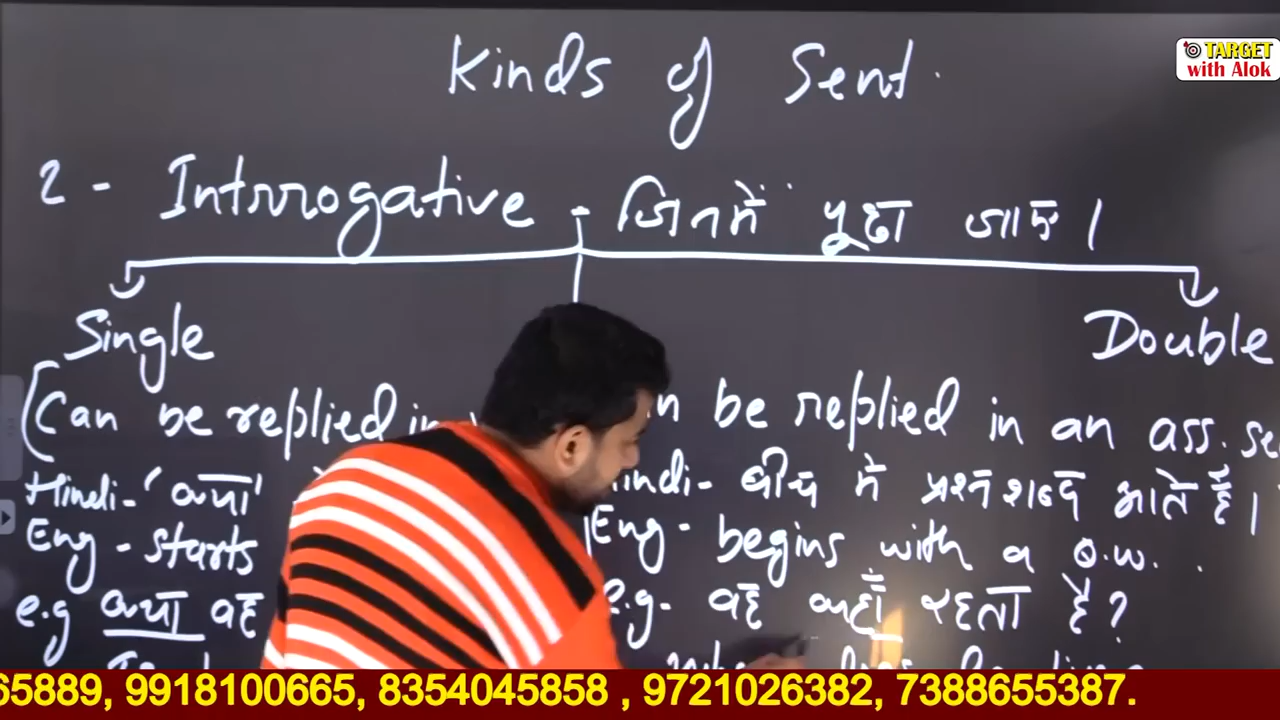 Kinds of Sent.
TARGET
with Alok
2 - Intrrogative - जिनमें पूछा जाए।
Single
Double
(Can be replied in
n be replied in an ass. se
Hindi - 'क्या'
indi - बीच में प्रश्न शब्द आते हैं।
Eng - starts
Eng - begins with a Q.W.
e.g क्या वह
e.g - वह कहाँ रहता है?
65889, 9918100665, 8354045858 , 9721026382, 7388655387.